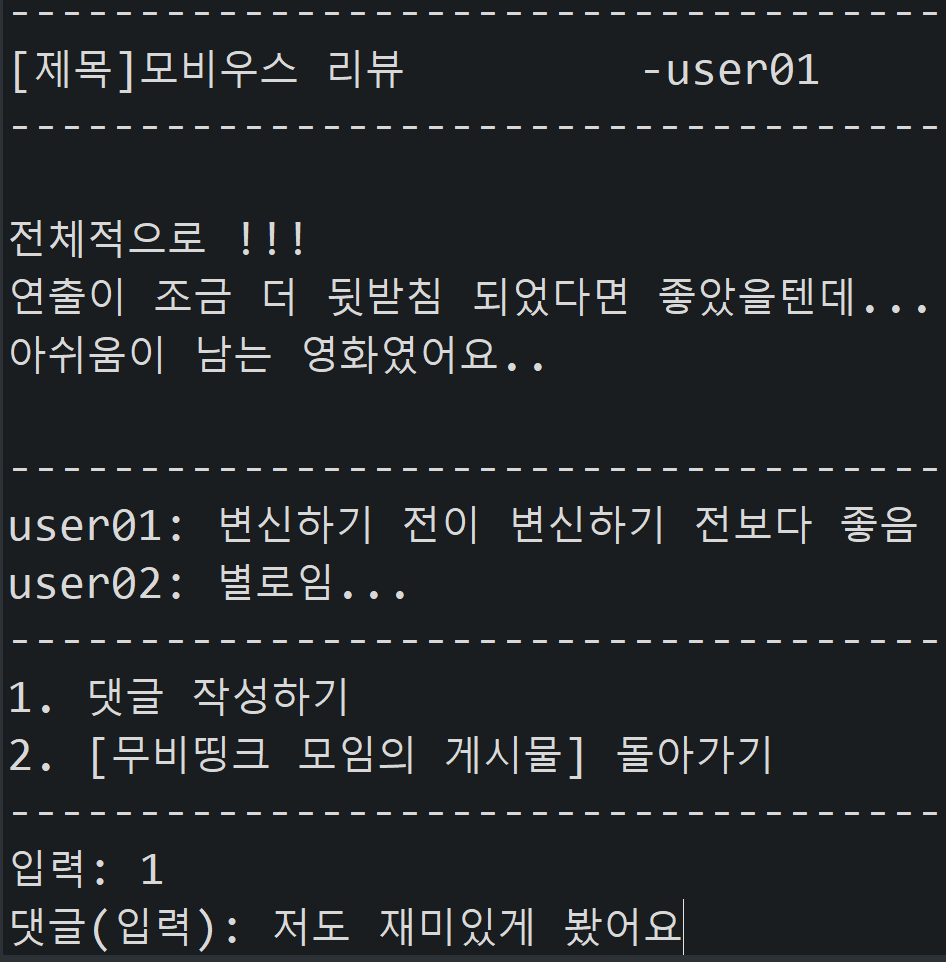 ------------------------------------
[제목]모비우스 리뷰         -user01
------------------------------------
전체적으로 !!!
연출이 조금 더 뒷받침 되었다면 좋았을텐데...
아쉬움이 남는 영화였어요..
------------------------------------
user01: 변신하기 전이 변신하기 전보다 좋음
user02: 별로임...
------------------------------------
1. 댓글 작성하기
2. [무비띵크 모임의 게시물] 돌아가기
------------------------------------
입력: 1
댓글(입력): 저도 재미있게 봤어요